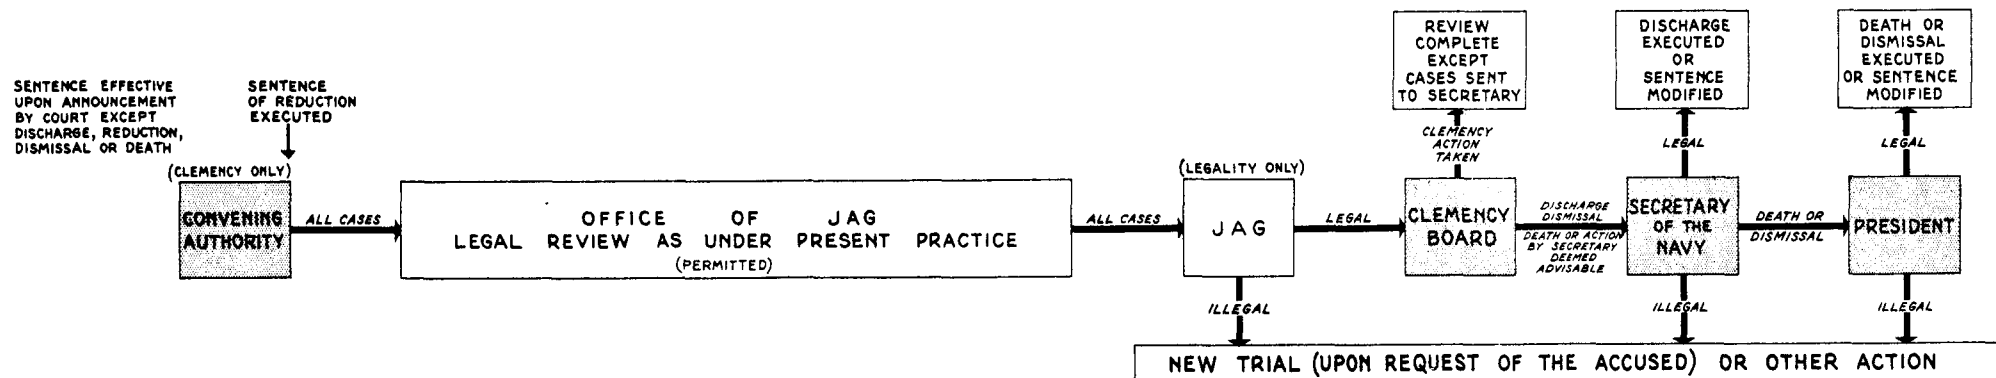 SENTENCE EFFECTIVE
UPON ANNOUNCEMENT
BY COURT EXCEPT
DISCHARGE, REDUCTION,
DISMISSAL OR DEATH
SENTENCE
OF REDUCTION
EXECUTED
(CLEMENCY ONLY)
CONVENING
AUTHORITY
ALL CASES
OFFICE OF JAG
LEGAL REVIEW AS UNDER PRESENT PRACTICE
(PERMITTED)
ALL CASES
(LEGALITY ONLY)
JAG
ILLEGAL
LEGAL
REVIEW
COMPLETE
EXCEPT
CASES SENT
TO SECRETARY
CLEMENCY
ACTION
TAKEN
CLEMENCY
BOARD
DISCHARGE
DISMISSAL
DEATH OR ACTION
BY SECRETARY
DEEMED
ADVISABLE
DISCHARGE
EXECUTED
OR
SENTENCE
MODIFIED
LEGAL
SECRETARY
OF THE
NAVY
ILLEGAL
DEATH OR
DISMISSAL
DEATH OR
DISMISSAL
EXECUTED
OR SENTENCE
MODIFIED
LEGAL
PRESIDENT
ILLEGAL
NEW TRIAL (UPON REQUEST OF THE ACCUSED) OR OTHER ACTION